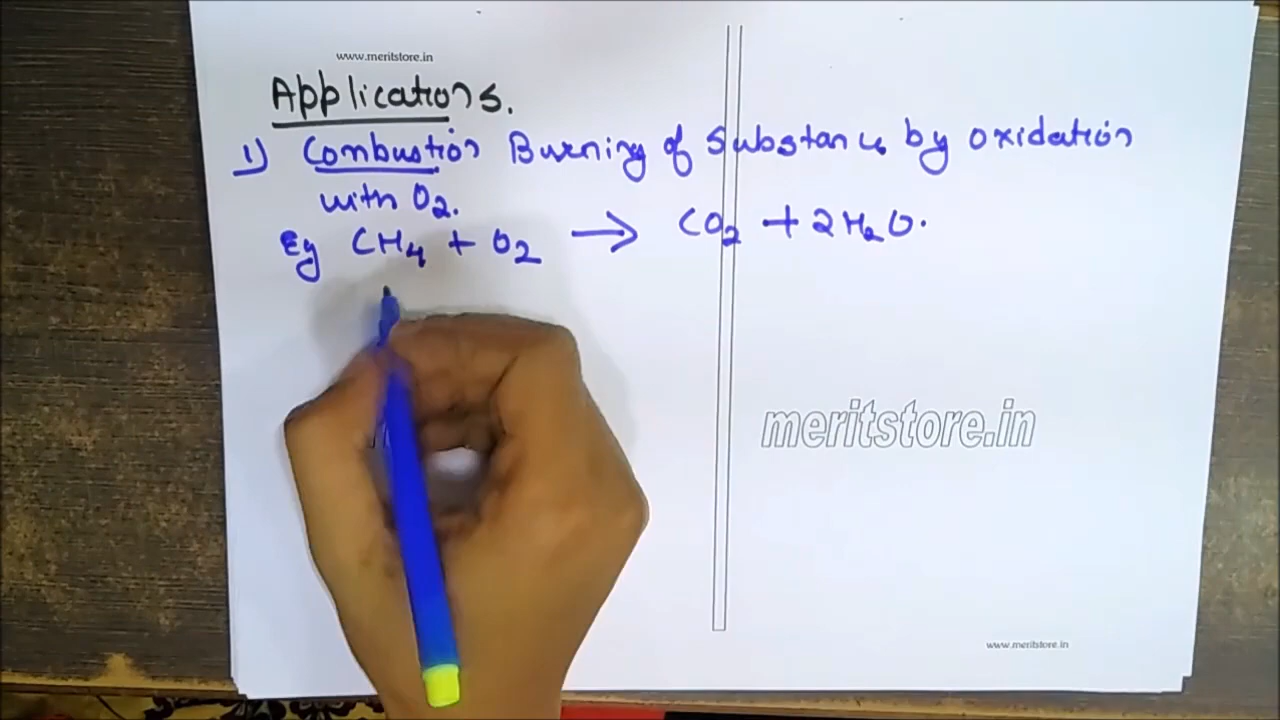 www.meritstore.in
Applications.
1) Combustion Burning of Substance by oxidation
with O2.
Eg CH4 + O2 → CO2 + 2H2O.
meritstore.in
www.meritstore.in